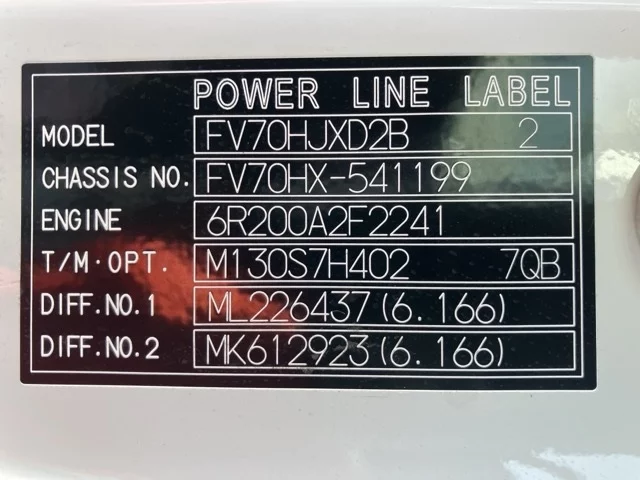 POWER LINE LABEL
MODEL FV70HJXD2B 2
CHASSIS NO. FV70HX-541199
ENGINE 6R200A2F2241
T/M·OPT. M130S7H402 7QB
DIFF.NO.1 ML226437(6.166)
DIFF.NO.2 MK612923(6.166)